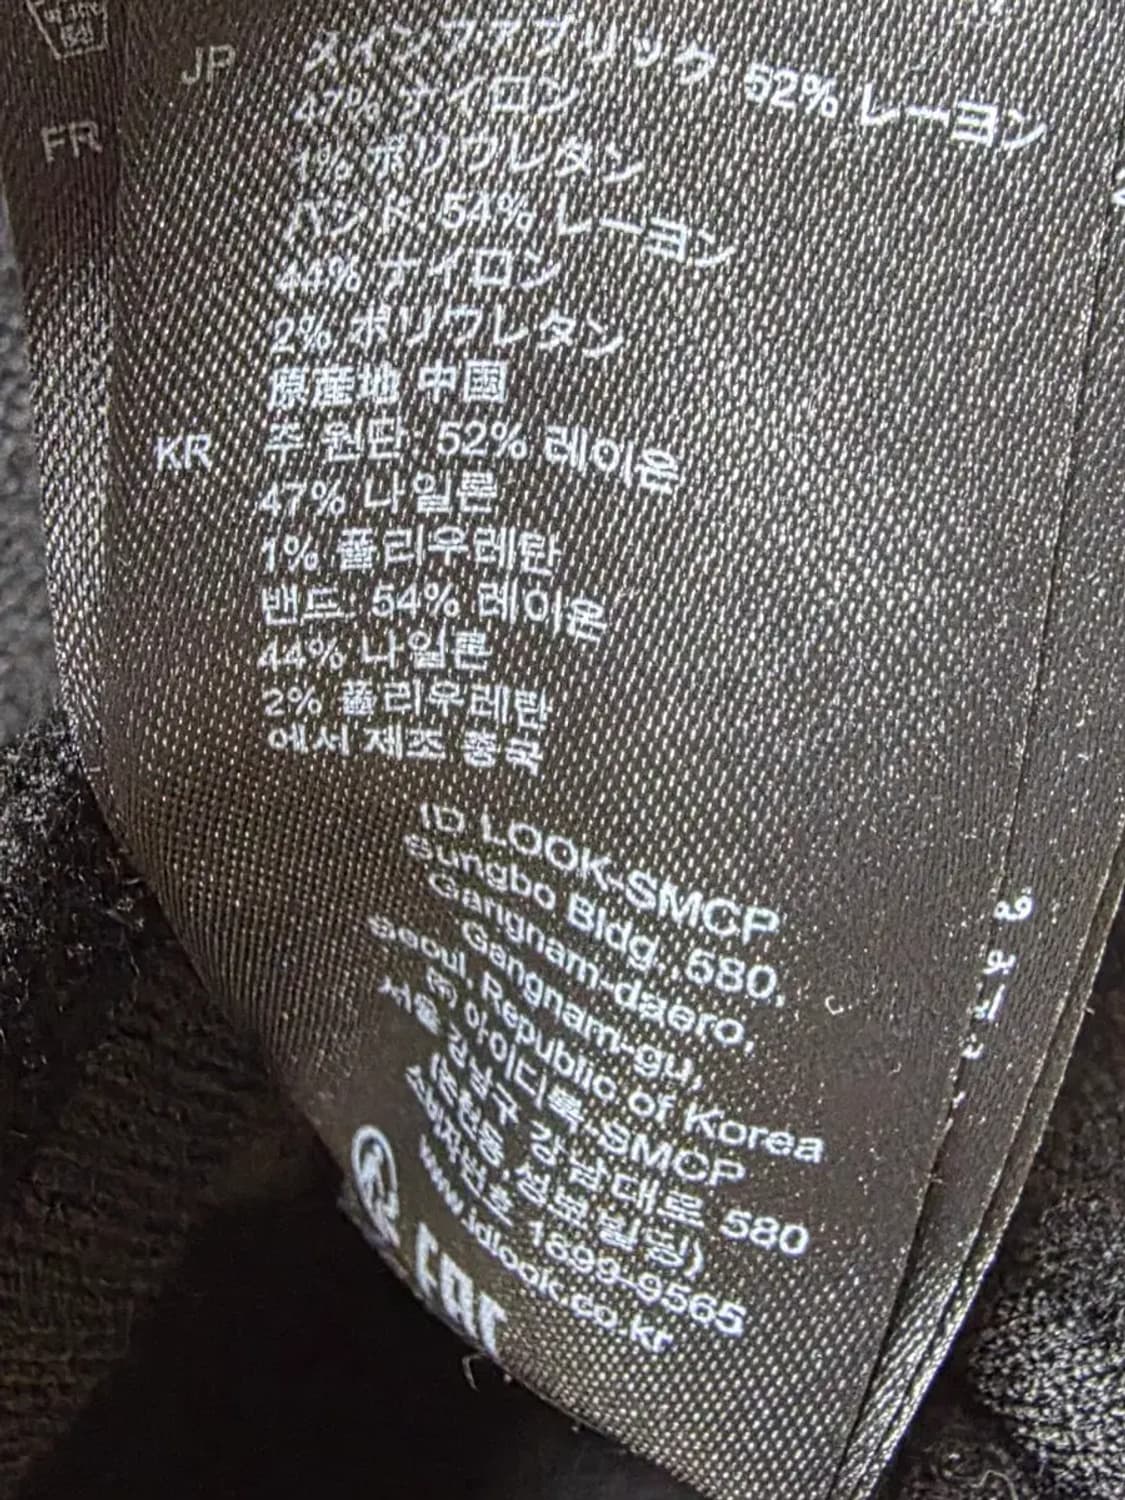 JP
メインファブリック: 52% レーヨン
47% ナイロン
FR
1% ポリウレタン
バンド: 54% レーヨン
44% ナイロン
2% ポリウレタン
原産地 中国
KR
주 원단: 52% 레이온
47% 나일론
1% 폴리우레탄
밴드: 54% 레이온
44% 나일론
2% 폴리우레탄
에서 제조 중국
ID LOOK-SMCP
Sungbo Bldg., 580,
Gangnam-daero,
Gangnam-gu,
Seoul, Republic of Korea
㈜ 아이디룩 SMCP
서울 강남구 강남대로 580
(논현동, 성보빌딩)
소비자번호 1899-9565
www.idlook.co.kr
EAC